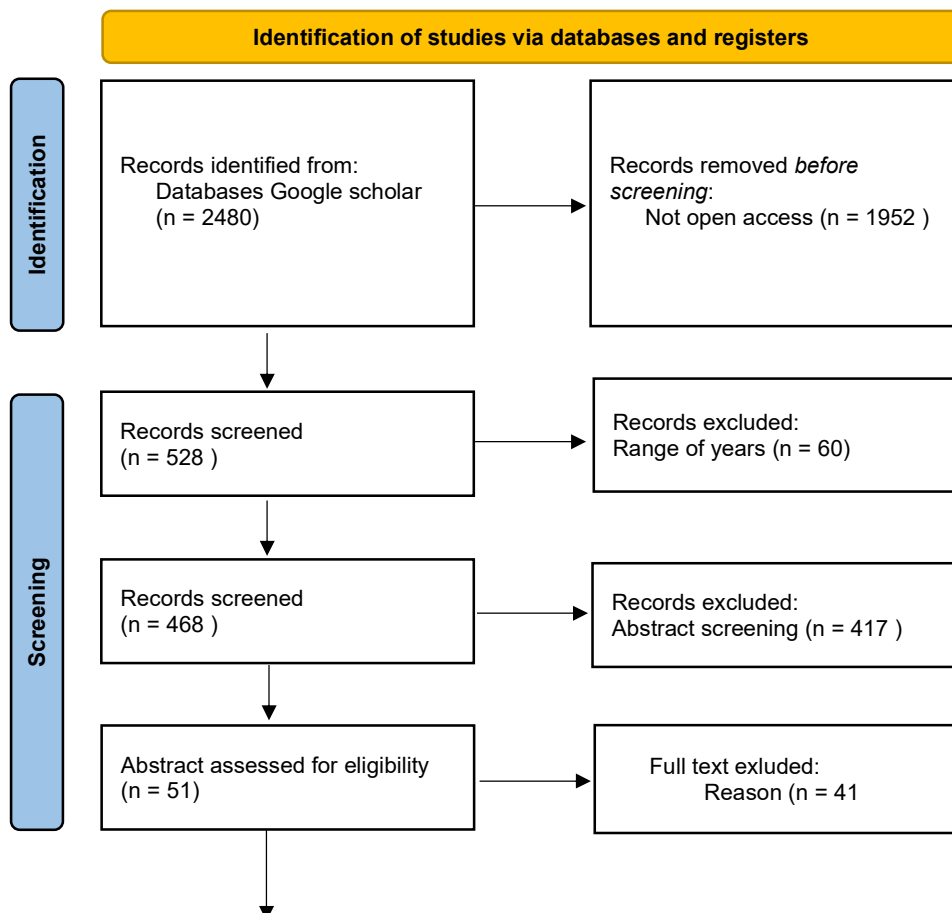 Identification of studies via databases and registers
Identification
Records identified from:
Databases Google scholar
(n = 2480)
Records removed before
screening:
Not open access (n = 1952 )
Screening
Records screened
(n = 528 )
Records excluded:
Range of years (n = 60)
Records screened
(n = 468 )
Records excluded:
Abstract screening (n = 417 )
Abstract assessed for eligibility
(n = 51)
Full text exluded:
Reason (n = 41